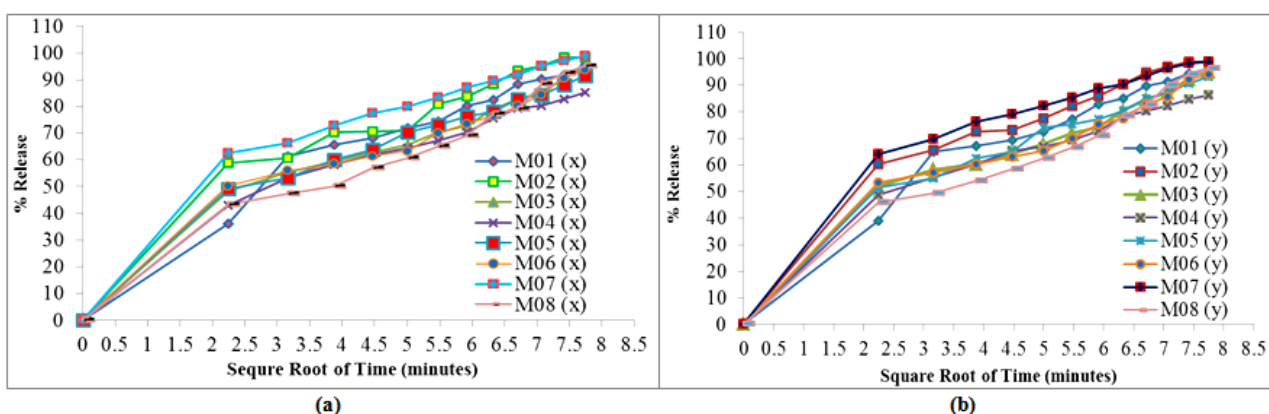 110
100
90
80
70
60
50
40
30
20
10
0
% Release
M01 (x)
M02 (x)
M03 (x)
M04 (x)
M05 (x)
M06 (x)
M07 (x)
M08 (x)
0 0.5 1 1.5 2 2.5 3 3.5 4 4.5 5 5.5 6 6.5 7 7.5 8 8.5
Sequre Root of Time (minutes)
(a)
110
100
90
80
70
60
50
40
30
20
10
0
% Release
M01 (y)
M02 (y)
M03 (y)
M04 (y)
M05 (y)
M06 (y)
M07 (y)
M08 (y)
0 0.5 1 1.5 2 2.5 3 3.5 4 4.5 5 5.5 6 6.5 7 7.5 8 8.5
Square Root of Time (minutes)
(b)